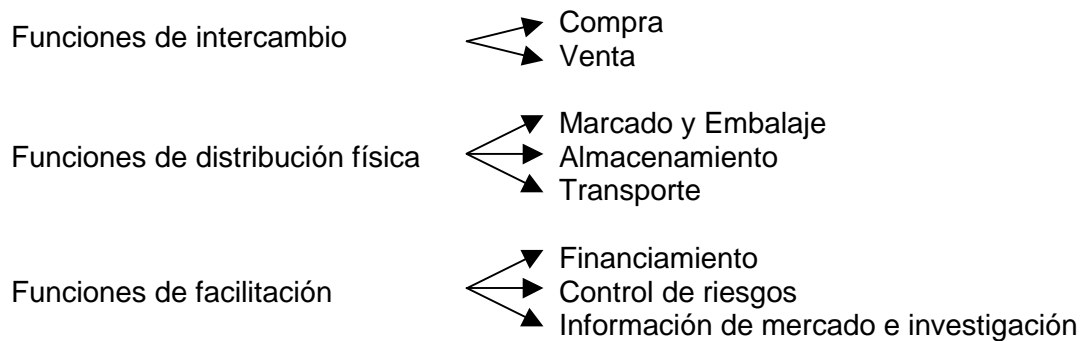 Funciones de intercambio
Compra
Venta
Funciones de distribución física
Marcado y Embalaje
Almacenamiento
Transporte
Funciones de facilitación
Financiamiento
Control de riesgos
Información de mercado e investigación